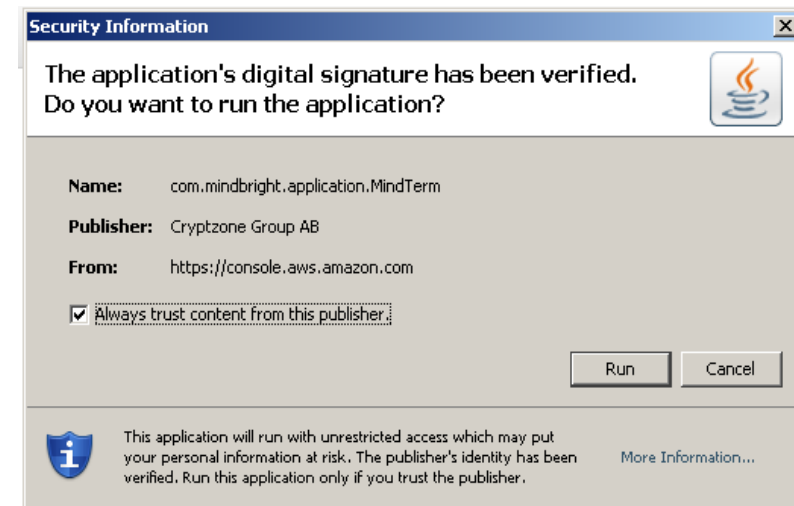 Security Information
The application's digital signature has been verified.
Do you want to run the application?
Name: com.mindbright.application.MindTerm
Publisher: Cryptzone Group AB
From: https://console.aws.amazon.com
Always trust content from this publisher.
Run Cancel
This application will run with unrestricted access which may put
your personal information at risk. The publisher's identity has been More Information...
verified. Run this application only if you trust the publisher.